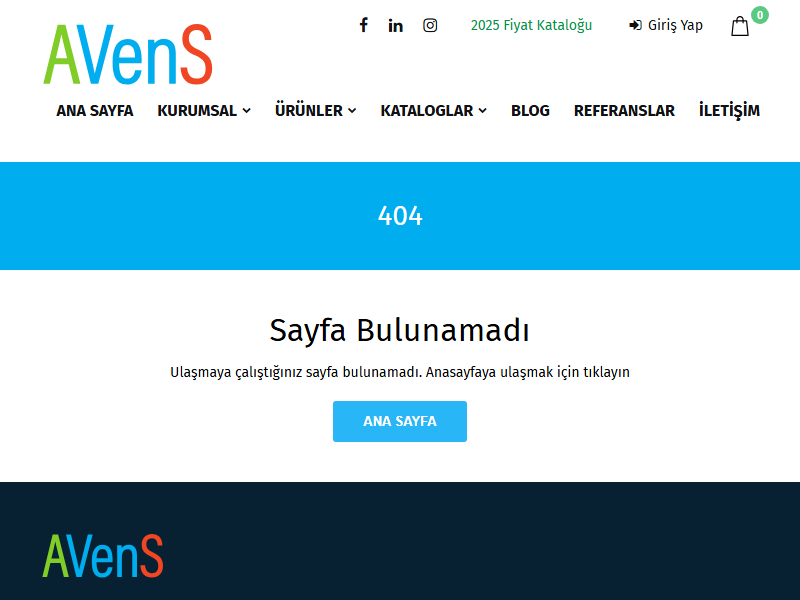 AVenS
2025 Fiyat Kataloğu
Giriş Yap
0
ANA SAYFA KURUMSAL ÜRÜNLER KATALOGLAR BLOG REFERANSLAR İLETİŞİM
404
Sayfa Bulunamadı
Ulaşmaya çalıştığınız sayfa bulunamadı. Anasayfaya ulaşmak için tıklayın
ANA SAYFA
AVenS